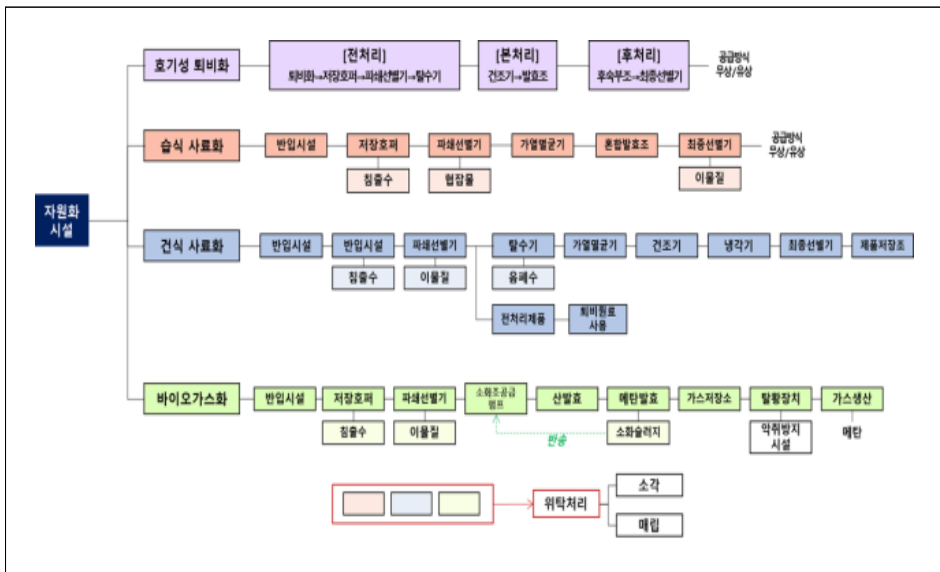 호기성 퇴비화
[전처리]
퇴비화→저장호퍼→파쇄선별기→탈수기
[본처리]
건조기→발효조
[후처리]
후숙부조→최종선별기
공급방식
무상/유상
습식 사료화
반입시설
저장호퍼
파쇄선별기
가열멸균기
혼합발효조
최종선별기
공급방식
무상/유상
침출수
협잡물
이물질
자원화
시설
건식 사료화
반입시설
반입시설
파쇄선별기
탈수기
가열멸균기
건조기
냉각기
최종선별기
제품저장조
침출수
이물질
음폐수
전처리제품
퇴비원료
사용
바이오가스화
반입시설
저장호퍼
파쇄선별기
소화조공급
펌프
산발효
메탄발효
가스저장소
탈황장치
가스생산
침출수
이물질
반송
소화슬러지
악취방지
시설
메탄
위탁처리
소각
매립